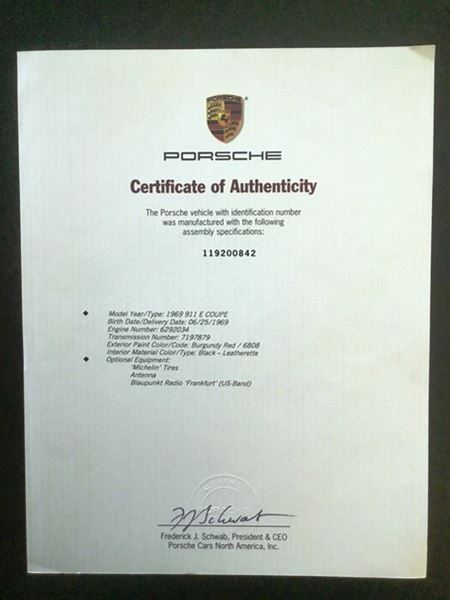 PORSCHE
Certificate of Authenticity
The Porsche vehicle with identification number
was manufactured with the following
assembly specifications:
119200842
◆ Model Year/Type: 1969 911 E COUPE
Birth Date/Delivery Date: 06/25/1969
Engine Number: 6292034
Transmission Number: 7197879
Exterior Paint Color/Code: Burgundy Red / 6808
Interior Material Color/Type: Black – Leatherette
◆ Optional Equipment:
'Michelin' Tires
Antenna
Blaupunkt Radio 'Frankfurt' (US-Band)
Frederick J. Schwab, President & CEO
Porsche Cars North America, Inc.